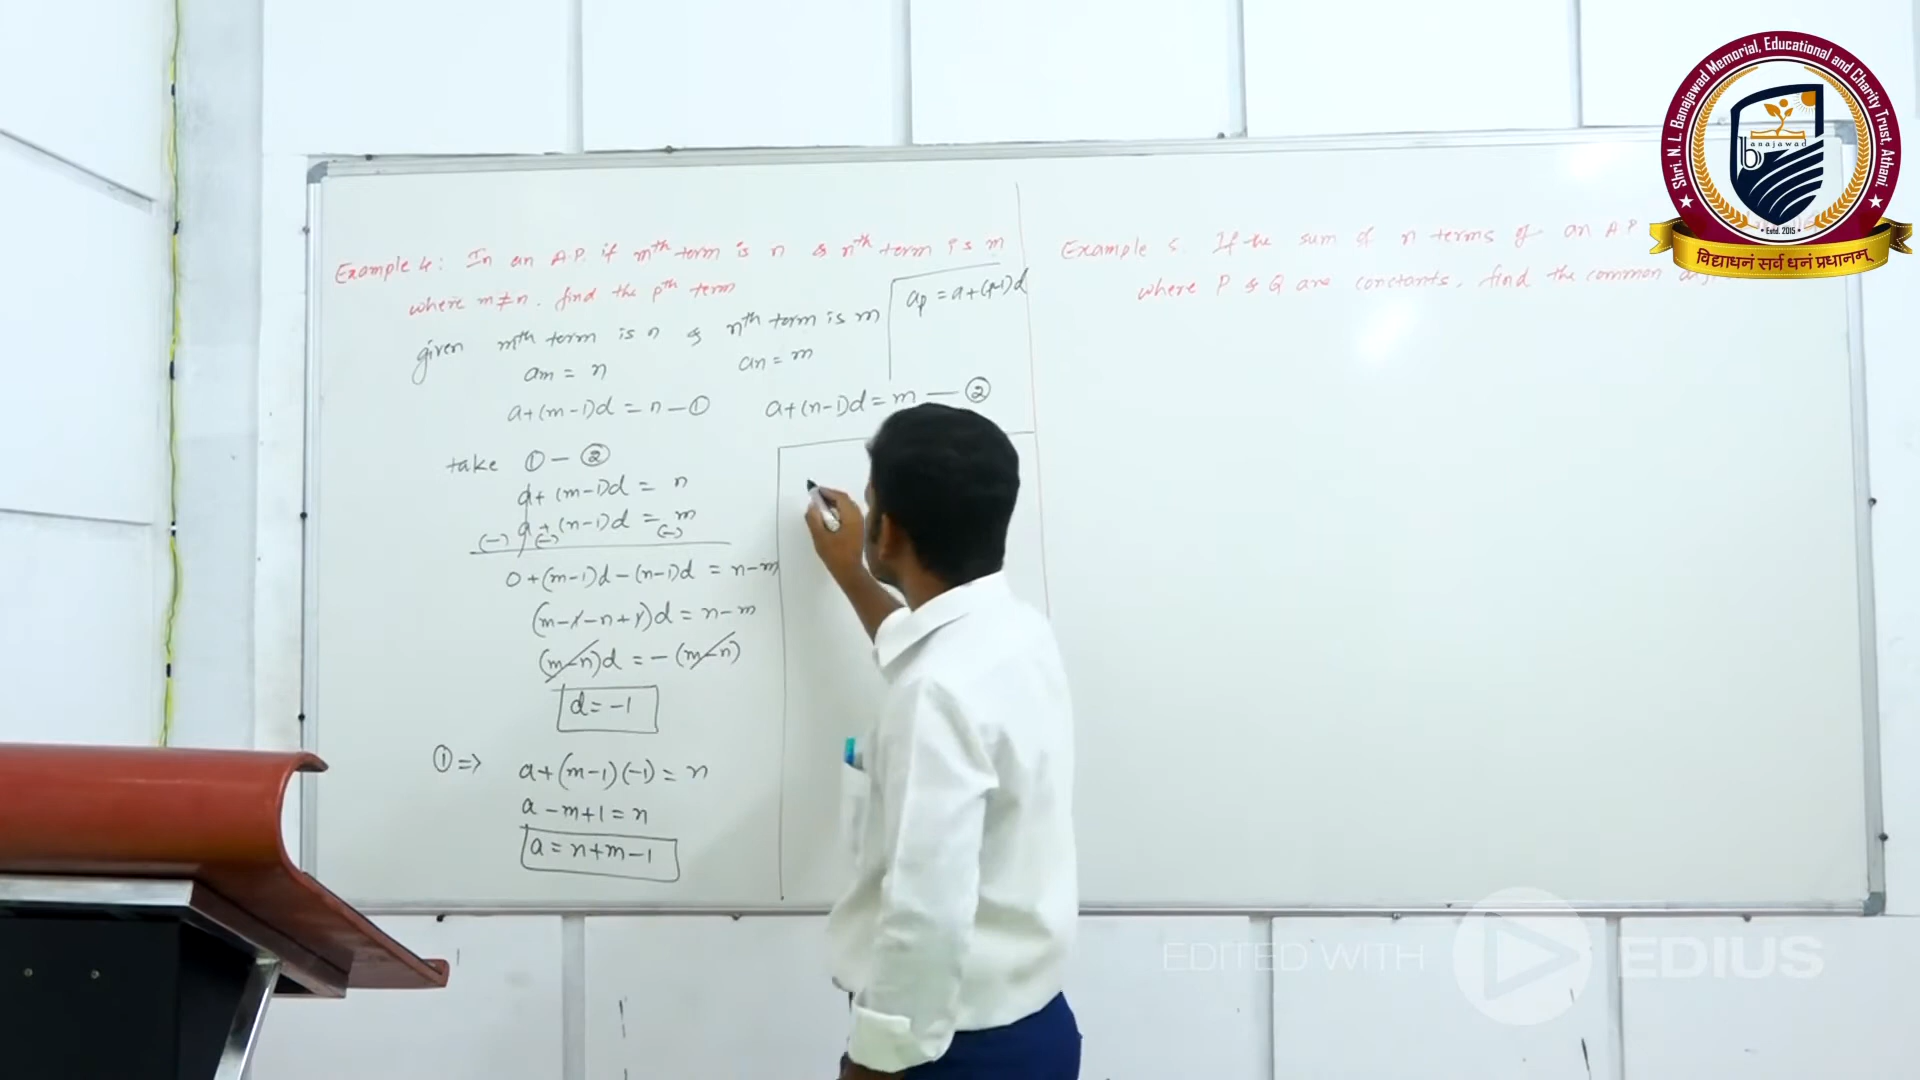 Example 4: In an A.P. if mth term is n & nth term is m
where m≠n. find the pth term
given mth term is n & nth term is m
am = n
an = m
ap = a+(p-1)d
a+(m-1)d = n — ①
a+(n-1)d = m — ②
take ① — ②
a+(m-1)d = n
a+(n-1)d = m
(-) (-) (-)
0+(m-1)d-(n-1)d = n-m
(m-1-n+1)d = n-m
(m-n)d = -(m-n)
d = -1
① => a+(m-1)(-1) = n
a-m+1 = n
a = n+m-1
Example 5. If the sum of n terms of an A.P.
where P & Q are constants, find the common
Shri. N. L. Banajawad Memorial, Educational and Charity Trust, Athani.
banajawad
Estd. 2015
विद्याधनं सर्व धनं प्रधानम्
EDITED WITH EDIUS